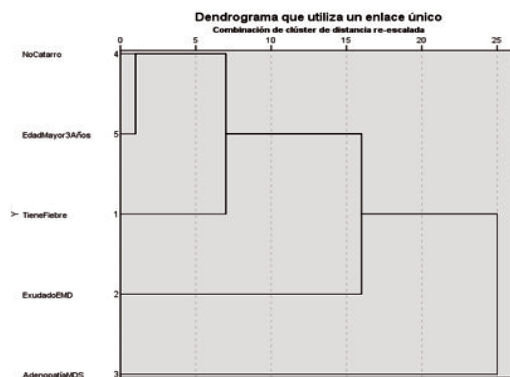 Dendrograma que utiliza un enlace único
Combinación de clúster de distancia re-escalada
0 5 10 15 20 25
NoCatarro 4
EdadMayor3Años 5
Y TieneFiebre 1
ExudadoEMD 2
AdenopatíaMDS 3